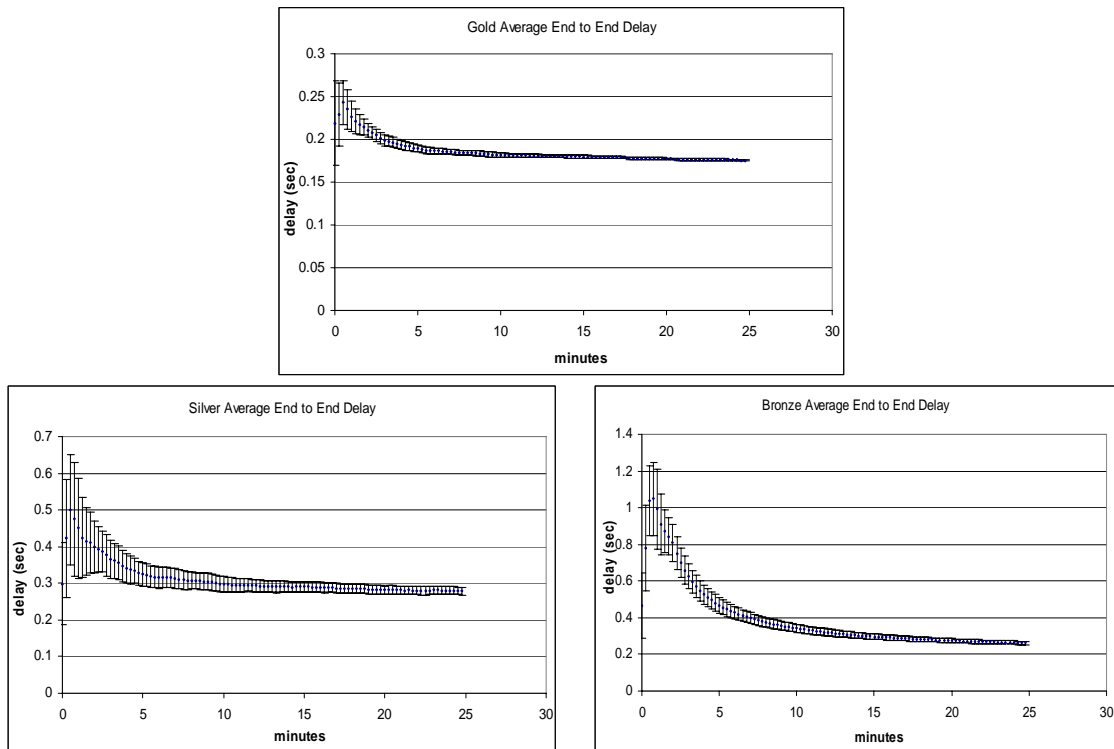 Gold Average End to End Delay
0.3
0.25
0.2
0.15
0.1
0.05
0
delay (sec)
0 5 10 15 20 25 30
minutes
Silver Average End to End Delay
0.7
0.6
0.5
0.4
0.3
0.2
0.1
0
delay (sec)
0 5 10 15 20 25 30
minutes
Bronze Average End to End Delay
1.4
1.2
1
0.8
0.6
0.4
0.2
0
delay (sec)
0 5 10 15 20 25 30
minutes